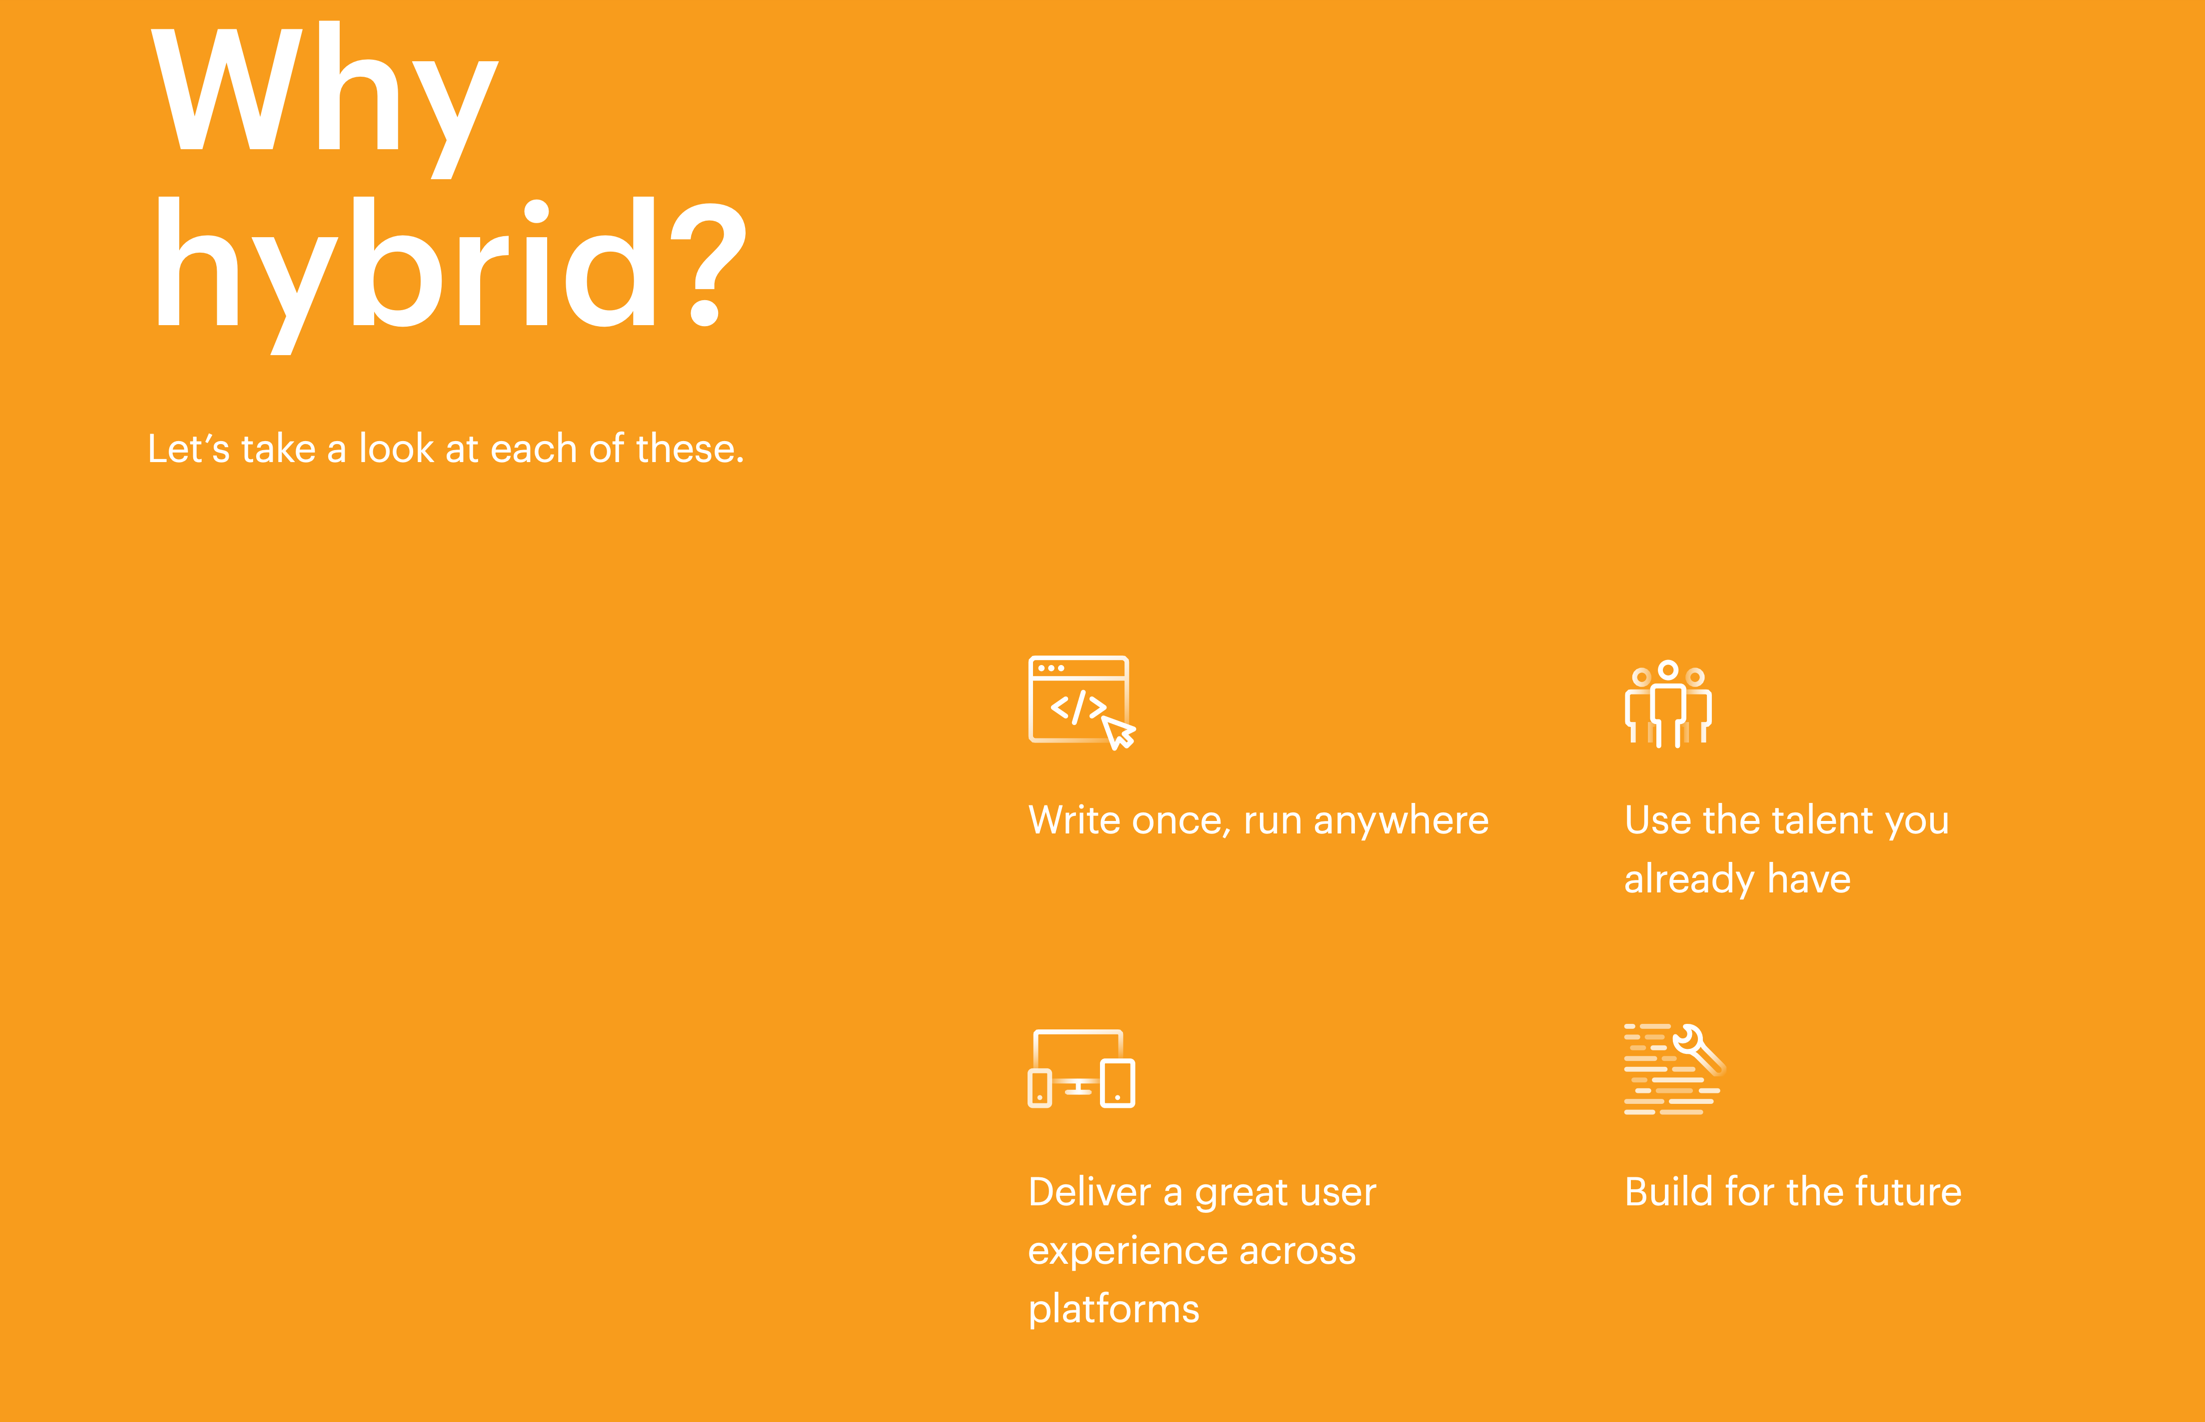 Why
hybrid?
Let’s take a look at each of these.
</>
Write once, run anywhere
Use the talent you
already have
Deliver a great user
experience across
platforms
Build for the future